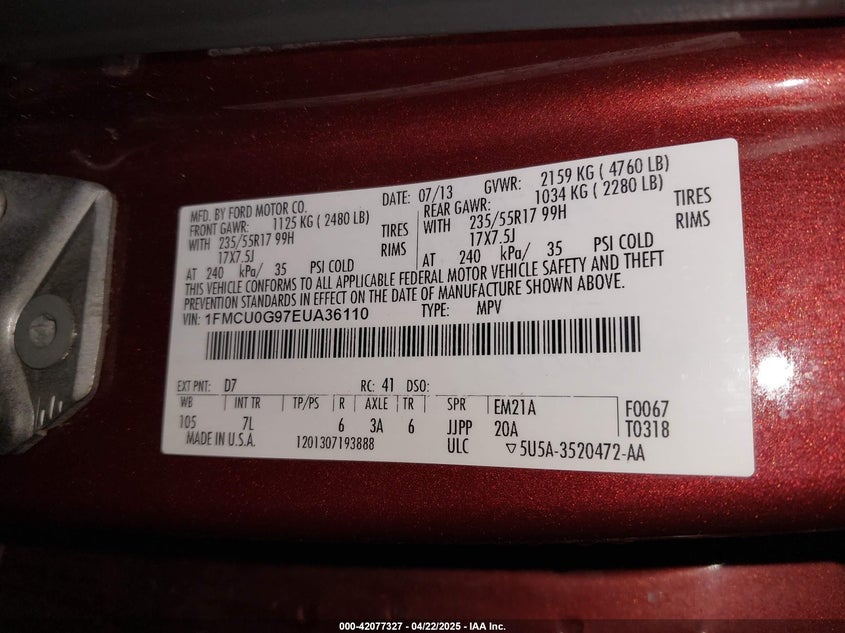 MFD. BY FORD MOTOR CO. DATE: 07/13 GVWR: 2159 KG ( 4760 LB)
FRONT GAWR: 1125 KG ( 2480 LB) REAR GAWR: 1034 KG ( 2280 LB)
WITH 235/55R17 99H TIRES WITH 235/55R17 99H TIRES
17X7.5J RIMS 17X7.5J RIMS
AT 240 kPa/ 35 PSI COLD AT 240 kPa/ 35 PSI COLD
THIS VEHICLE CONFORMS TO ALL APPLICABLE FEDERAL MOTOR VEHICLE SAFETY AND THEFT
PREVENTION STANDARDS IN EFFECT ON THE DATE OF MANUFACTURE SHOWN ABOVE.
VIN: 1FMCU0G97EUA36110 TYPE: MPV
EXT PNT: D7 RC: 41 DSO:
WB INT TR TP/PS R AXLE TR SPR EM21A F0067
105 7L 6 3A 6 JJPP 20A T0318
MADE IN U.S.A. 1201307193888 ULC ▽5U5A-3520472-AA
000-42077327 - 04/22/2025 - IAA Inc.